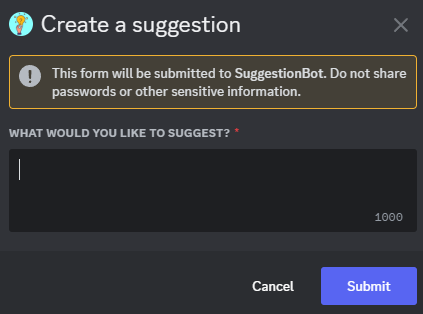 Create a suggestion
This form will be submitted to SuggestionBot. Do not share
passwords or other sensitive information.
WHAT WOULD YOU LIKE TO SUGGEST? *
1000
Cancel
Submit